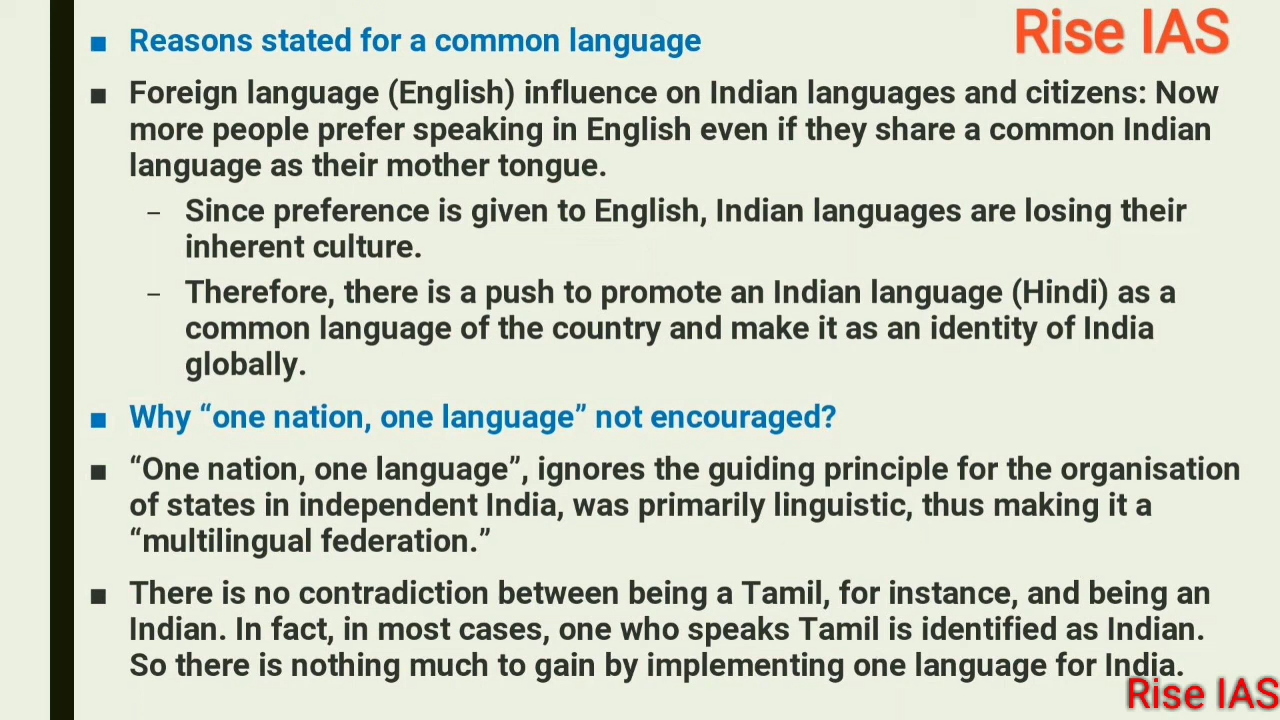 Rise IAS
■ Reasons stated for a common language
■ Foreign language (English) influence on Indian languages and citizens: Now
more people prefer speaking in English even if they share a common Indian
language as their mother tongue.
– Since preference is given to English, Indian languages are losing their
inherent culture.
– Therefore, there is a push to promote an Indian language (Hindi) as a
common language of the country and make it as an identity of India
globally.
■ Why “one nation, one language” not encouraged?
■ “One nation, one language”, ignores the guiding principle for the organisation
of states in independent India, was primarily linguistic, thus making it a
“multilingual federation.”
■ There is no contradiction between being a Tamil, for instance, and being an
Indian. In fact, in most cases, one who speaks Tamil is identified as Indian.
So there is nothing much to gain by implementing one language for India.
Rise IAS